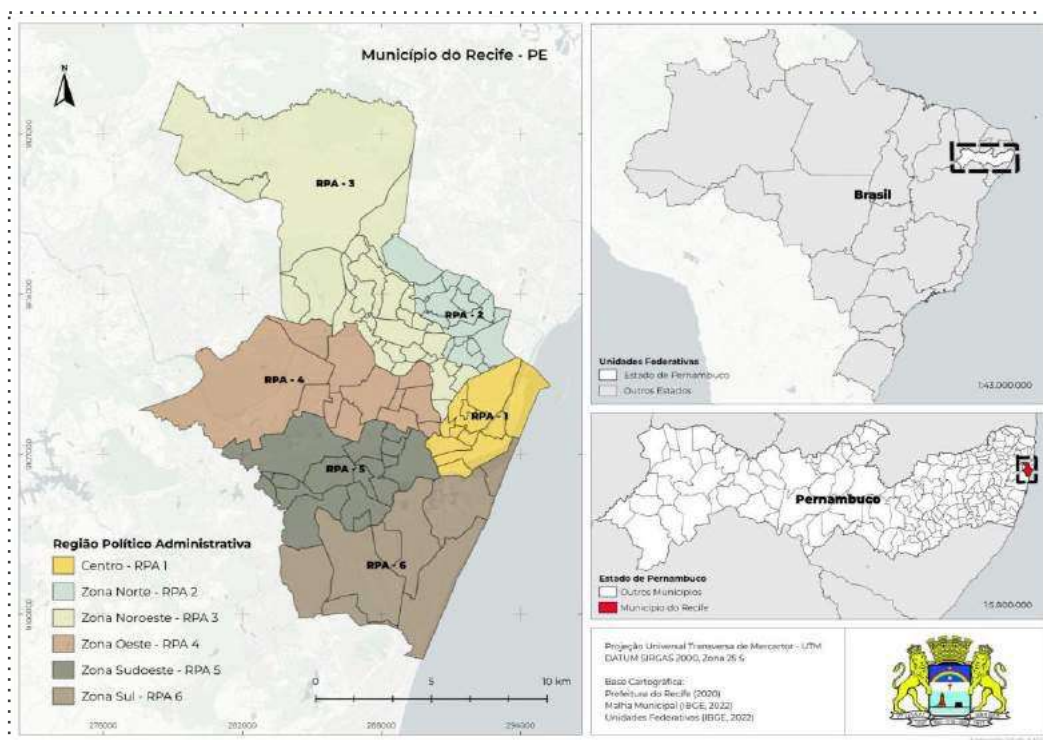 Município do Recife - PE
N
RPA - 3
RPA - 2
RPA - 4
RPA - 1
RPA - 5
RPA - 6
Região Político Administrativa
Centro - RPA 1
Zona Norte - RPA 2
Zona Noroeste - RPA 3
Zona Oeste - RPA 4
Zona Sudoeste - RPA 5
Zona Sul - RPA 6
0 5 10 km
Brasil
Unidades Federativas
Estado de Pernambuco
Outros Estados
1:43.000.000
Pernambuco
Estado de Pernambuco
Outros Municípios
Município do Recife
1:5.800.000
Projeção Universal Transversa de Mercartor - UTM
DATUM SIRGAS 2000, Zona 25 S
Base Cartográfica:
Prefeitura do Recife (2020)
Malha Municipal (IBGE, 2022)
Unidades Federativas (IBGE, 2022)